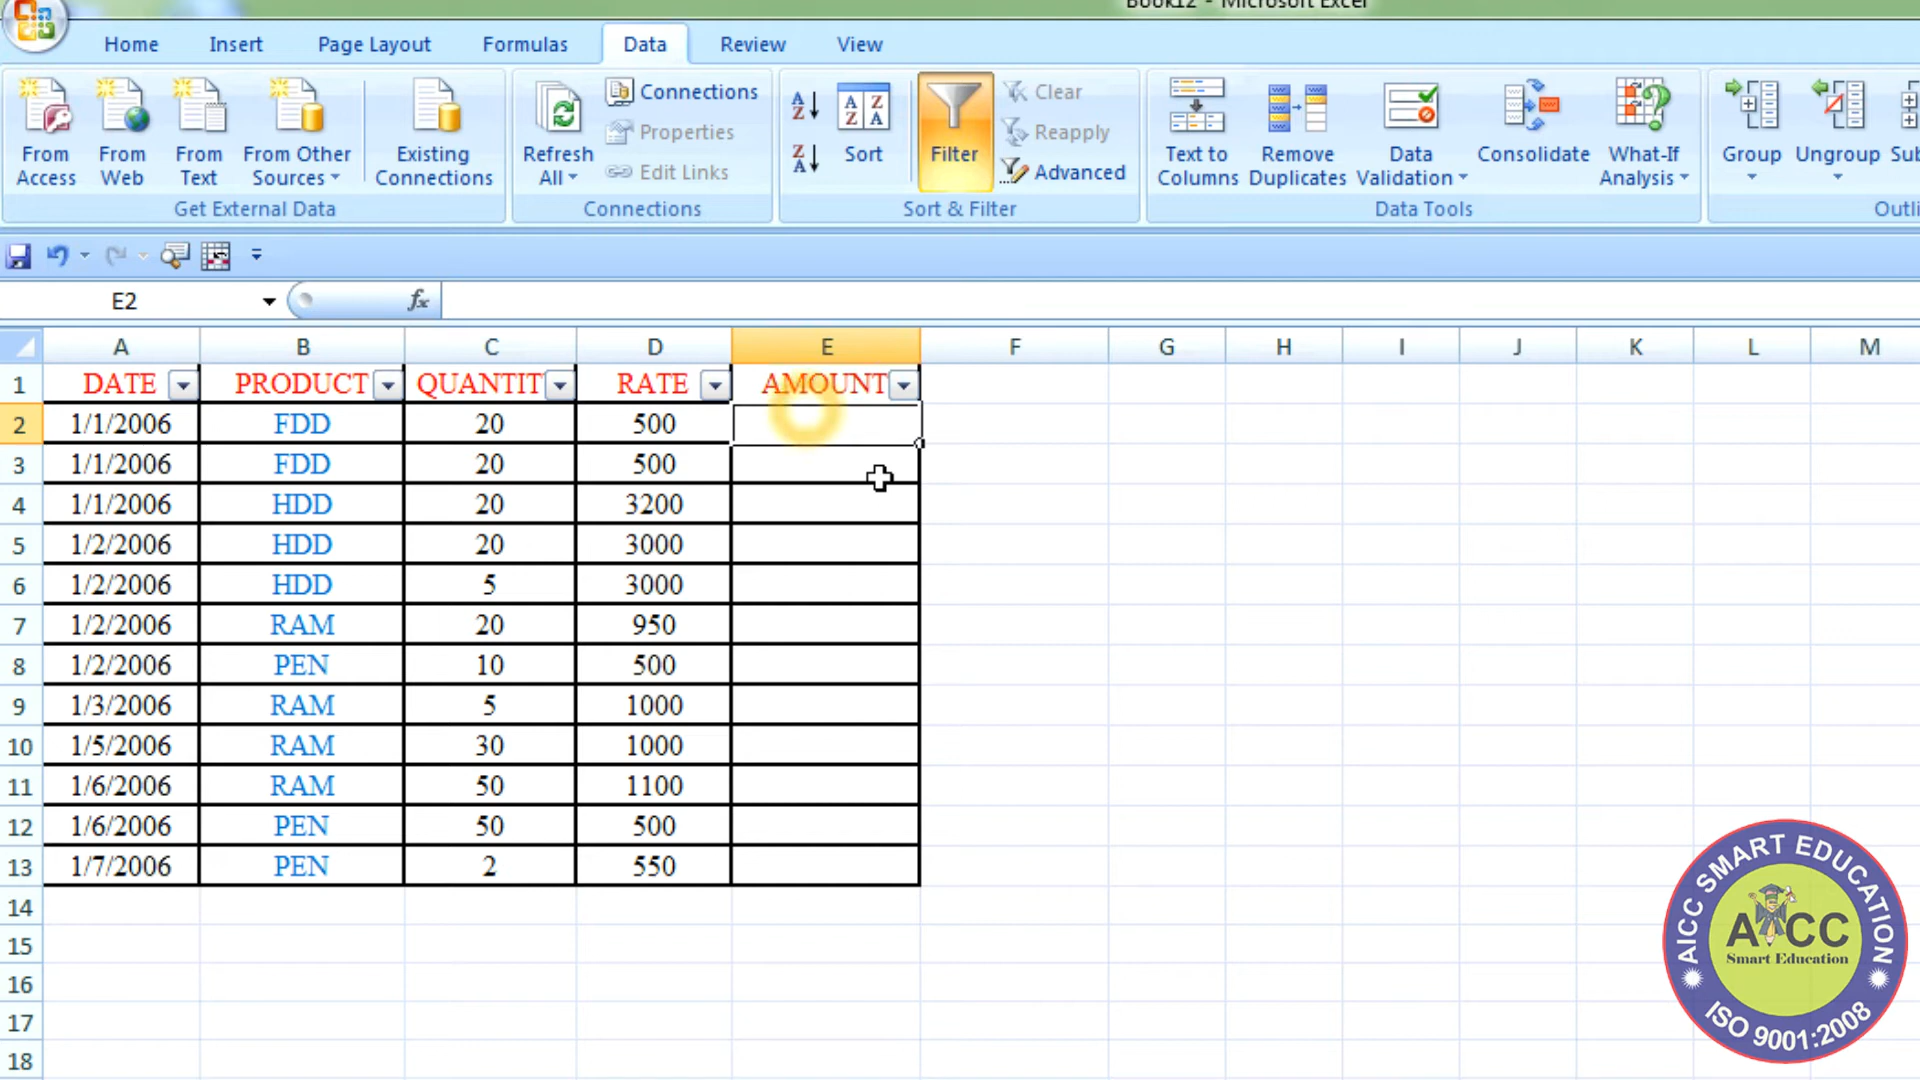 Book12 - Microsoft Excel
Home Insert Page Layout Formulas Data Review View
From Access
From Web
From Text
From Other Sources
Existing Connections
Get External Data
Refresh All
Connections
Properties
Edit Links
Connections
A Z
Z A
A Z Z A
Sort
Filter
Clear
Reapply
Advanced
Sort & Filter
Text to Columns
Remove Duplicates
Data Validation
Consolidate
What-If Analysis
Data Tools
Group
Ungroup
Sub
Outli
E2 fx
A B C D E F G H I J K L M
1 DATE PRODUCT QUANTIT RATE AMOUNT
2 1/1/2006 FDD 20 500
3 1/1/2006 FDD 20 500
4 1/1/2006 HDD 20 3200
5 1/2/2006 HDD 20 3000
6 1/2/2006 HDD 5 3000
7 1/2/2006 RAM 20 950
8 1/2/2006 PEN 10 500
9 1/3/2006 RAM 5 1000
10 1/5/2006 RAM 30 1000
11 1/6/2006 RAM 50 1100
12 1/6/2006 PEN 50 500
13 1/7/2006 PEN 2 550
14
15
16
17
18
AICC SMART EDUCATION
AICC
Smart Education
ISO 9001:2008